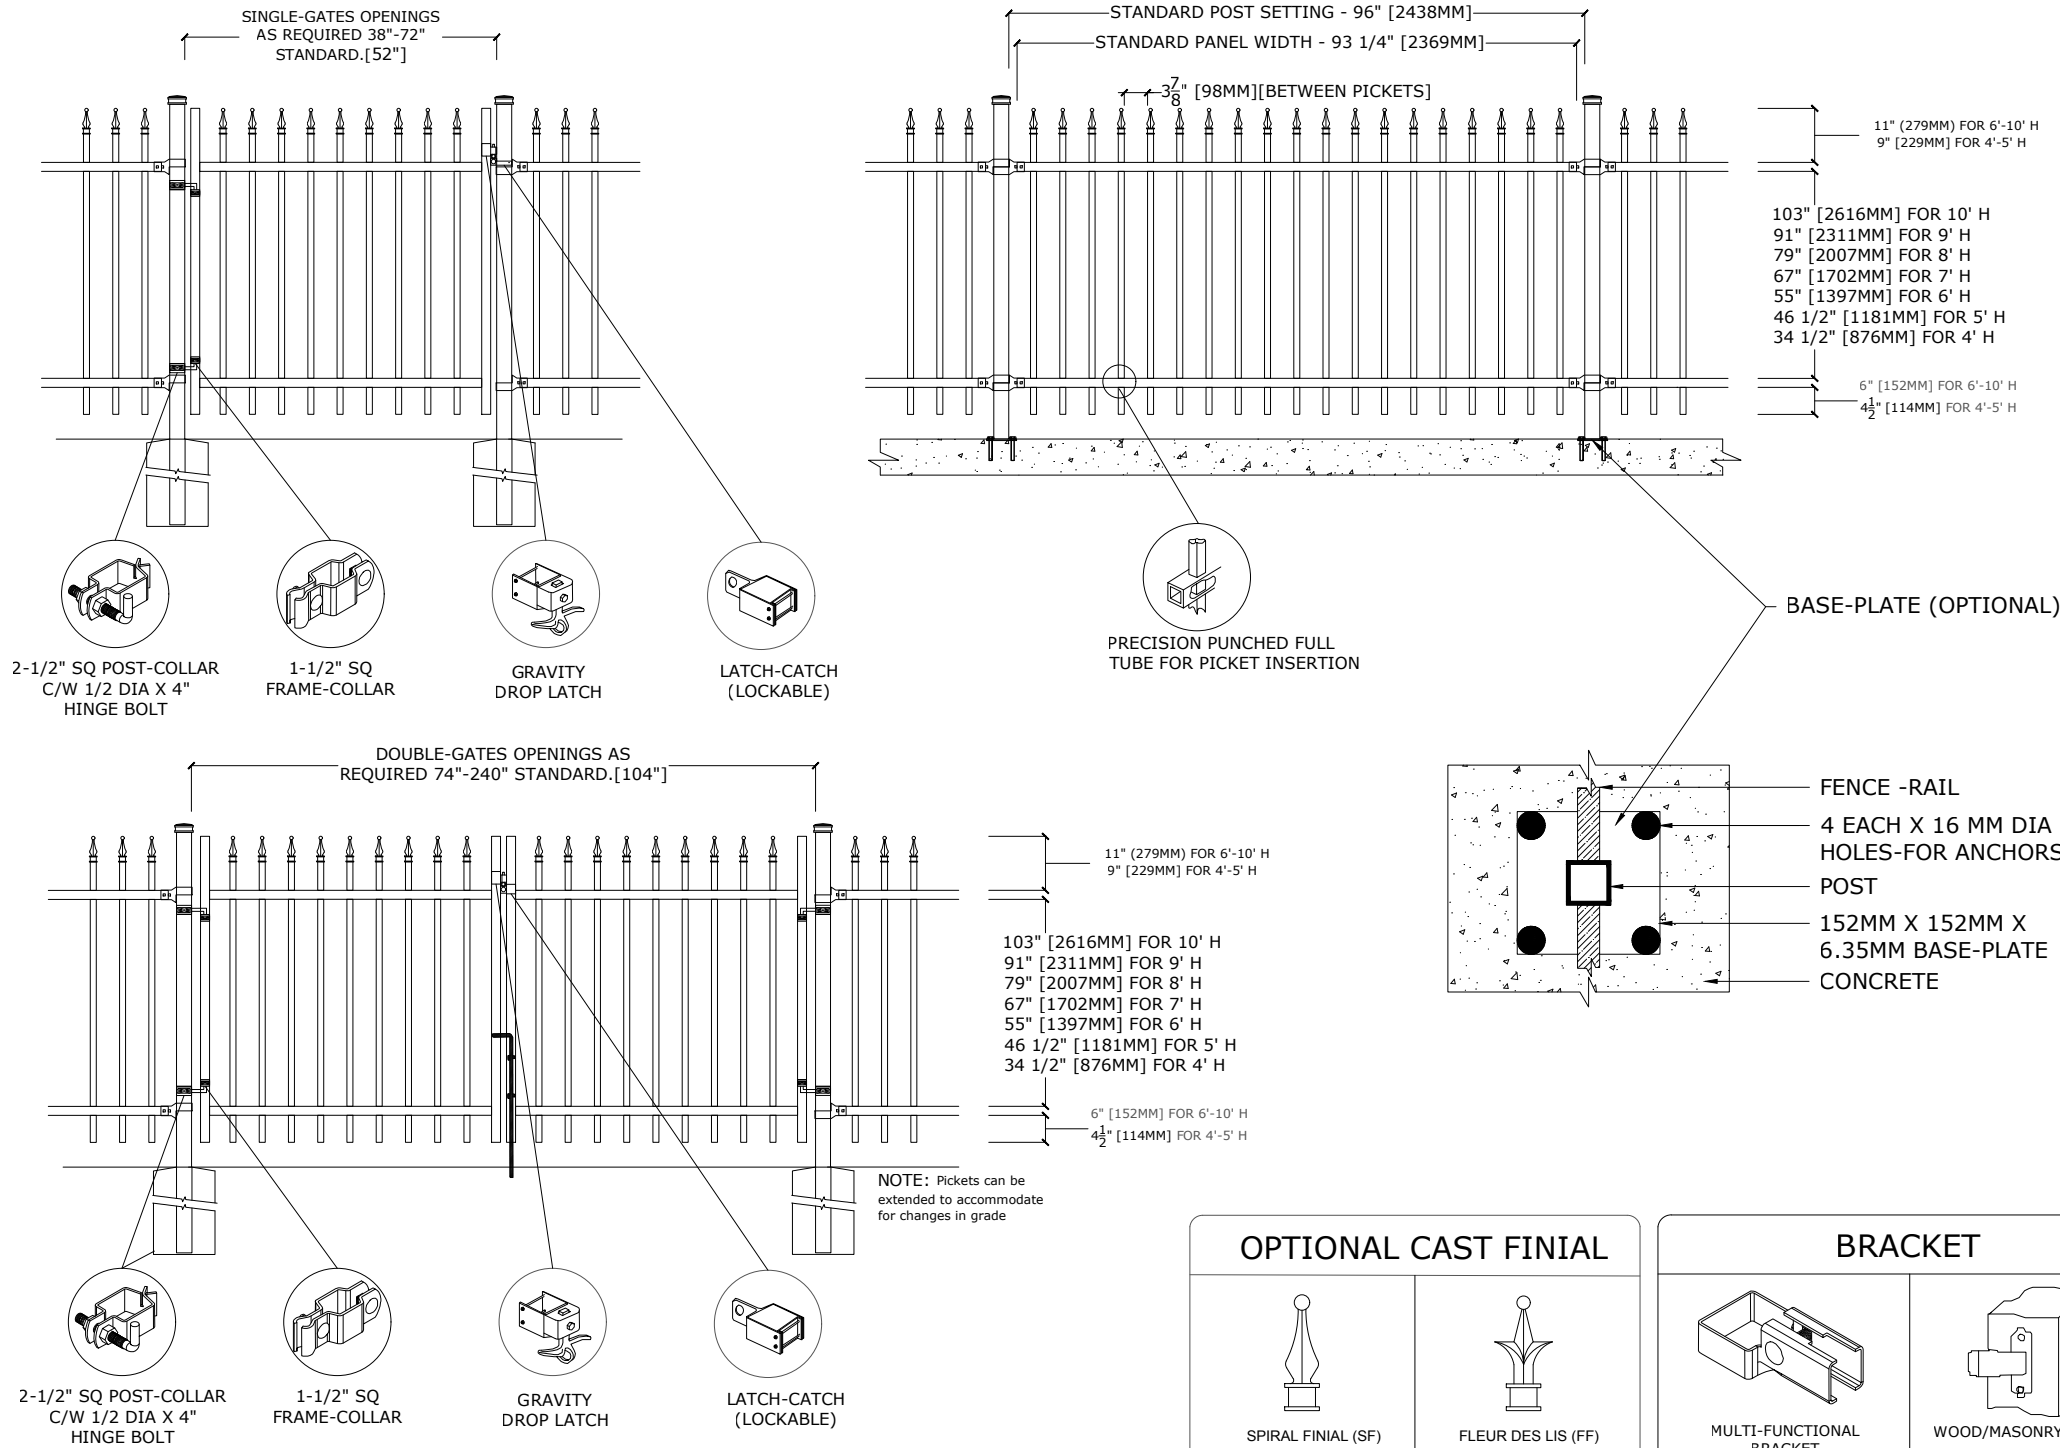 SINGLE-GATES OPENINGS
AS REQUIRED 38"-72"
STANDARD.[52"]
2-1/2" SQ POST-COLLAR
C/W 1/2 DIA X 4"
HINGE BOLT
1-1/2" SQ
FRAME-COLLAR
GRAVITY
DROP LATCH
LATCH-CATCH
(LOCKABLE)
STANDARD POST SETTING - 96" [2438MM]
STANDARD PANEL WIDTH - 93 1/4" [2369MM]
3 7/8" [98MM][BETWEEN PICKETS]
11" (279MM) FOR 6'-10' H
9" [229MM] FOR 4'-5' H
103" [2616MM] FOR 10' H
91" [2311MM] FOR 9' H
79" [2007MM] FOR 8' H
67" [1702MM] FOR 7' H
55" [1397MM] FOR 6' H
46 1/2" [1181MM] FOR 5' H
34 1/2" [876MM] FOR 4' H
6" [152MM] FOR 6'-10' H
4 1/2" [114MM] FOR 4'-5' H
PRECISION PUNCHED FULL
TUBE FOR PICKET INSERTION
BASE-PLATE (OPTIONAL)
FENCE -RAIL
4 EACH X 16 MM DIA
HOLES-FOR ANCHORS
POST
152MM X 152MM X
6.35MM BASE-PLATE
CONCRETE
DOUBLE-GATES OPENINGS AS
REQUIRED 74"-240" STANDARD.[104"]
11" (279MM) FOR 6'-10' H
9" [229MM] FOR 4'-5' H
103" [2616MM] FOR 10' H
91" [2311MM] FOR 9' H
79" [2007MM] FOR 8' H
67" [1702MM] FOR 7' H
55" [1397MM] FOR 6' H
46 1/2" [1181MM] FOR 5' H
34 1/2" [876MM] FOR 4' H
6" [152MM] FOR 6'-10' H
4 1/2" [114MM] FOR 4'-5' H
NOTE: Pickets can be
extended to accommodate
for changes in grade
2-1/2" SQ POST-COLLAR
C/W 1/2 DIA X 4"
HINGE BOLT
1-1/2" SQ
FRAME-COLLAR
GRAVITY
DROP LATCH
LATCH-CATCH
(LOCKABLE)
OPTIONAL CAST FINIAL
SPIRAL FINIAL (SF)
FLEUR DES LIS (FF)
BRACKET
MULTI-FUNCTIONAL
BRACKET
WOOD/MASONRY